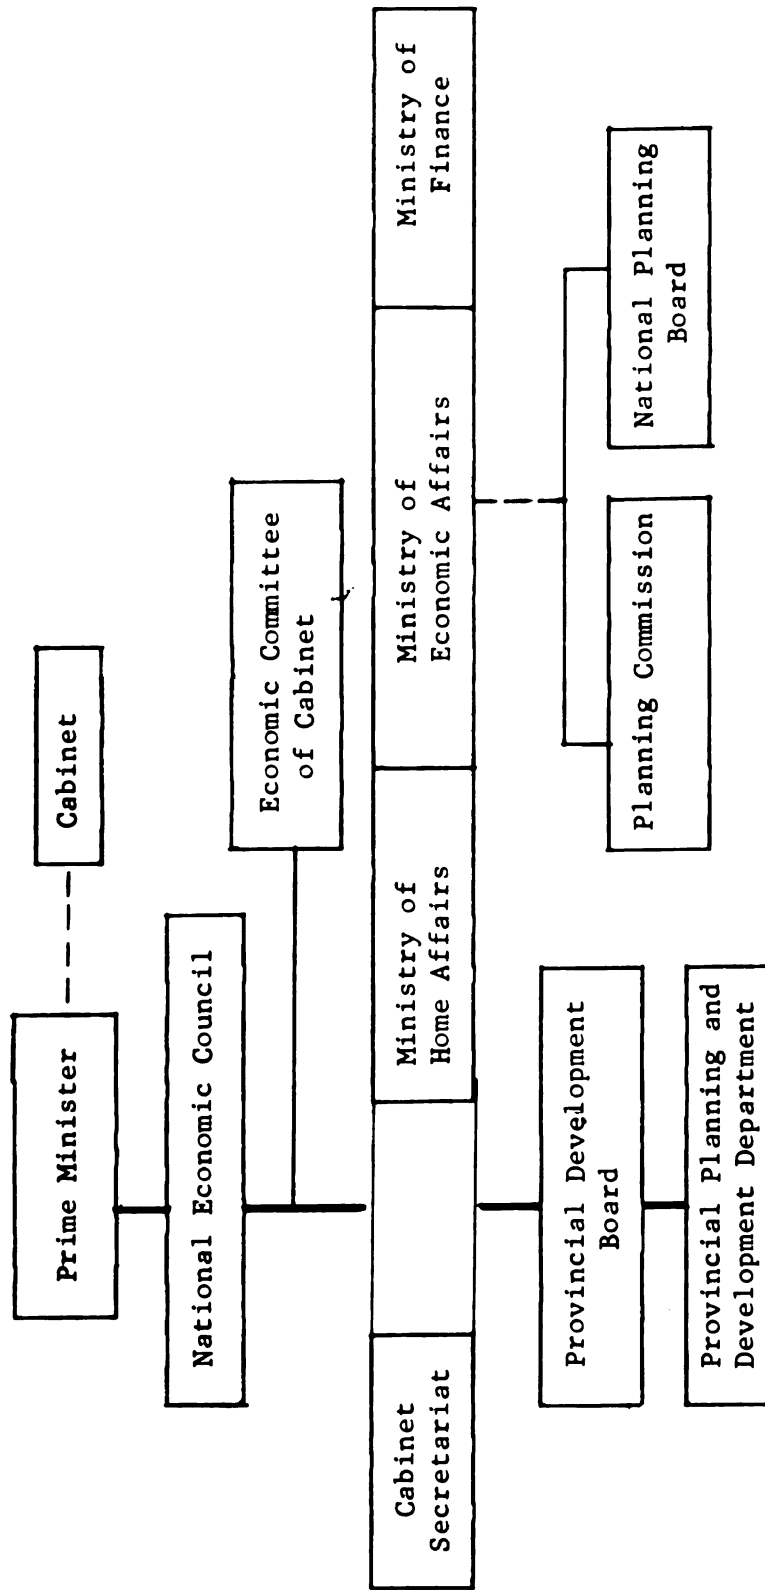 Prime Minister
Cabinet
National Economic Council
Economic Committee
of Cabinet
Cabinet
Secretariat
Ministry of
Home Affairs
Ministry of
Economic Affairs
Ministry of
Finance
Provincial Development
Board
Planning Commission
National Planning
Board
Provincial Planning and
Development Department